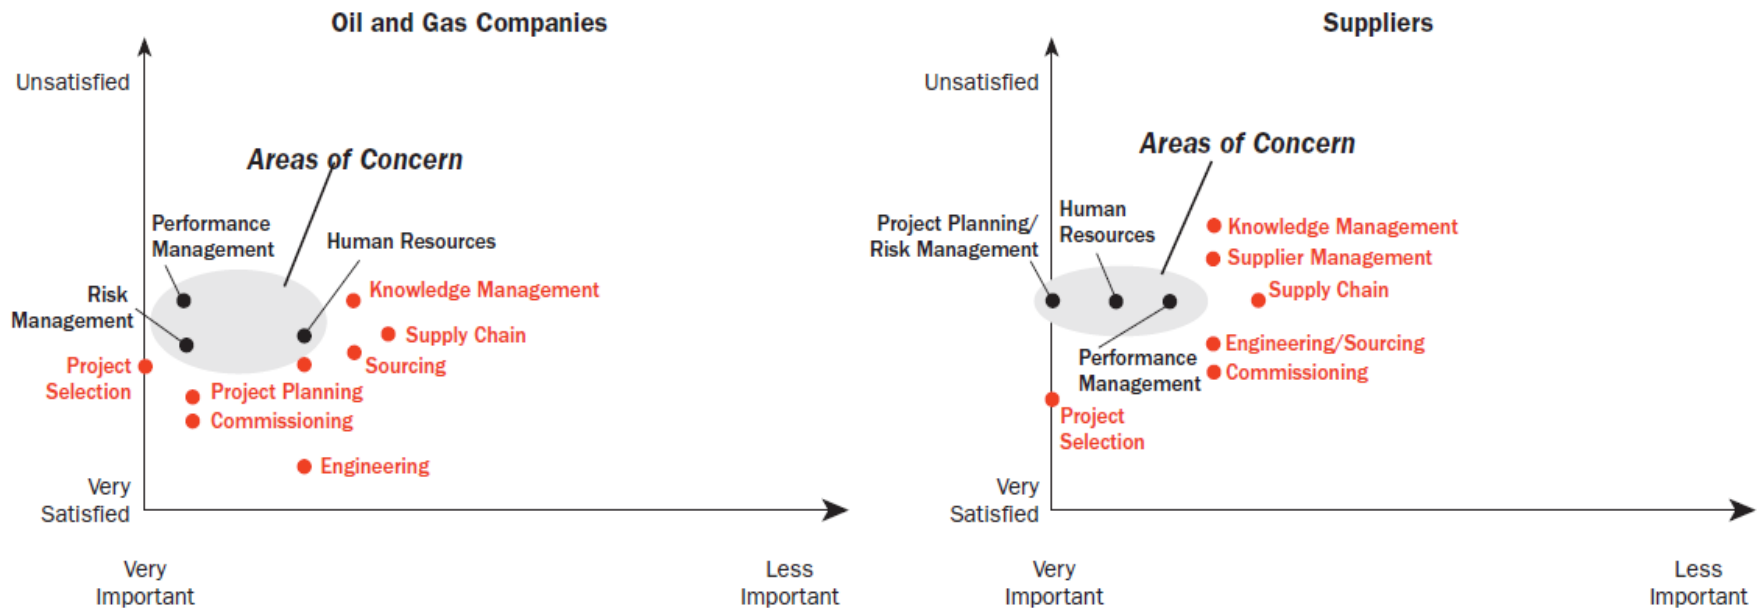 Oil and Gas Companies
Unsatisfied
Areas of Concern
Performance
Management
Human Resources
Risk
Management
Knowledge Management
Supply Chain
Sourcing
Project
Selection
Project Planning
Commissioning
Engineering
Very
Satisfied
Very
Important
Less
Important
Suppliers
Unsatisfied
Areas of Concern
Project Planning/
Risk Management
Human
Resources
Knowledge Management
Supplier Management
Supply Chain
Engineering/Sourcing
Commissioning
Performance
Management
Project
Selection
Very
Satisfied
Very
Important
Less
Important